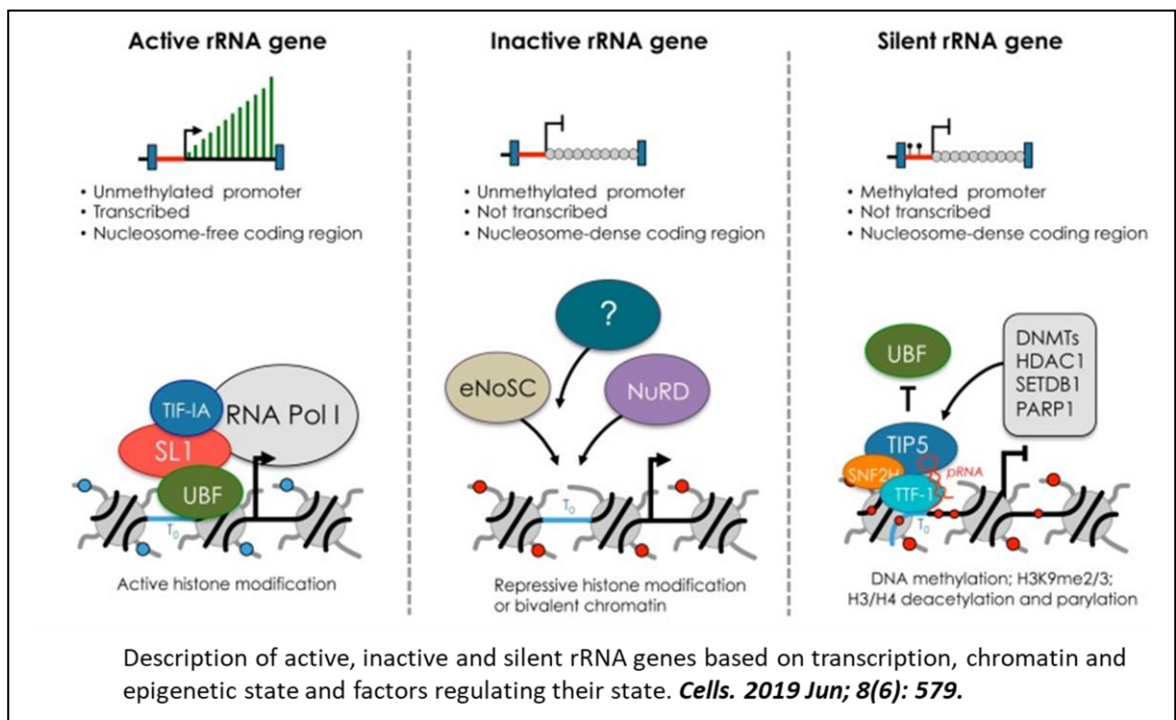 Active rRNA gene
• Unmethylated promoter
• Transcribed
• Nucleosome-free coding region
TIF-IA
RNA Pol I
SL1
UBF
T0
Active histone modification
Inactive rRNA gene
• Unmethylated promoter
• Not transcribed
• Nucleosome-dense coding region
?
eNoSC
NuRD
T0
Repressive histone modification
or bivalent chromatin
Silent rRNA gene
• Methylated promoter
• Not transcribed
• Nucleosome-dense coding region
UBF
DNMTs
HDAC1
SETDB1
PARP1
TIP5
SNF2H
pRNA
TTF-1
T0
DNA methylation; H3K9me2/3;
H3/H4 deacetylation and parylation
Description of active, inactive and silent rRNA genes based on transcription, chromatin and
epigenetic state and factors regulating their state. Cells. 2019 Jun; 8(6): 579.